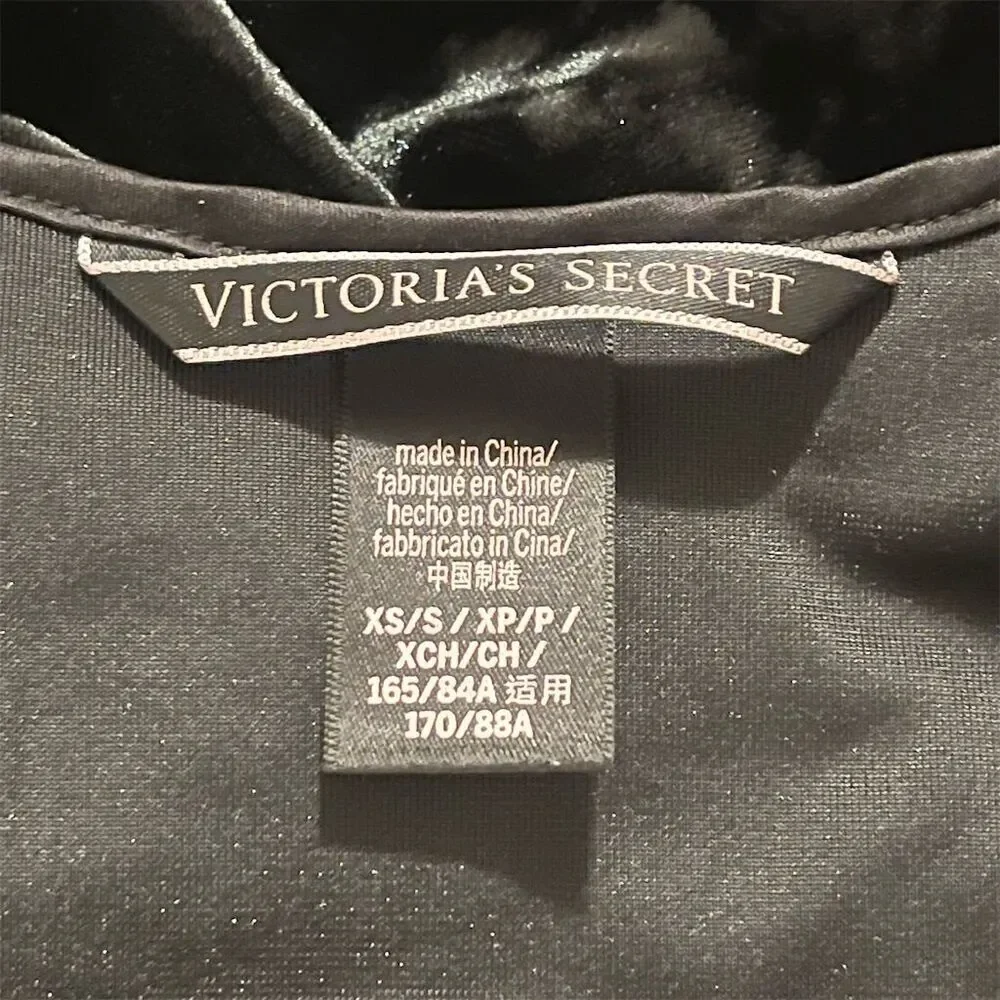 VICTORIA'S SECRET
made in China/
fabriqué en Chine/
hecho en China/
fabbricato in Cina/
中国制造
XS/S / XP/P /
XCH/CH /
165/84A 适用
170/88A